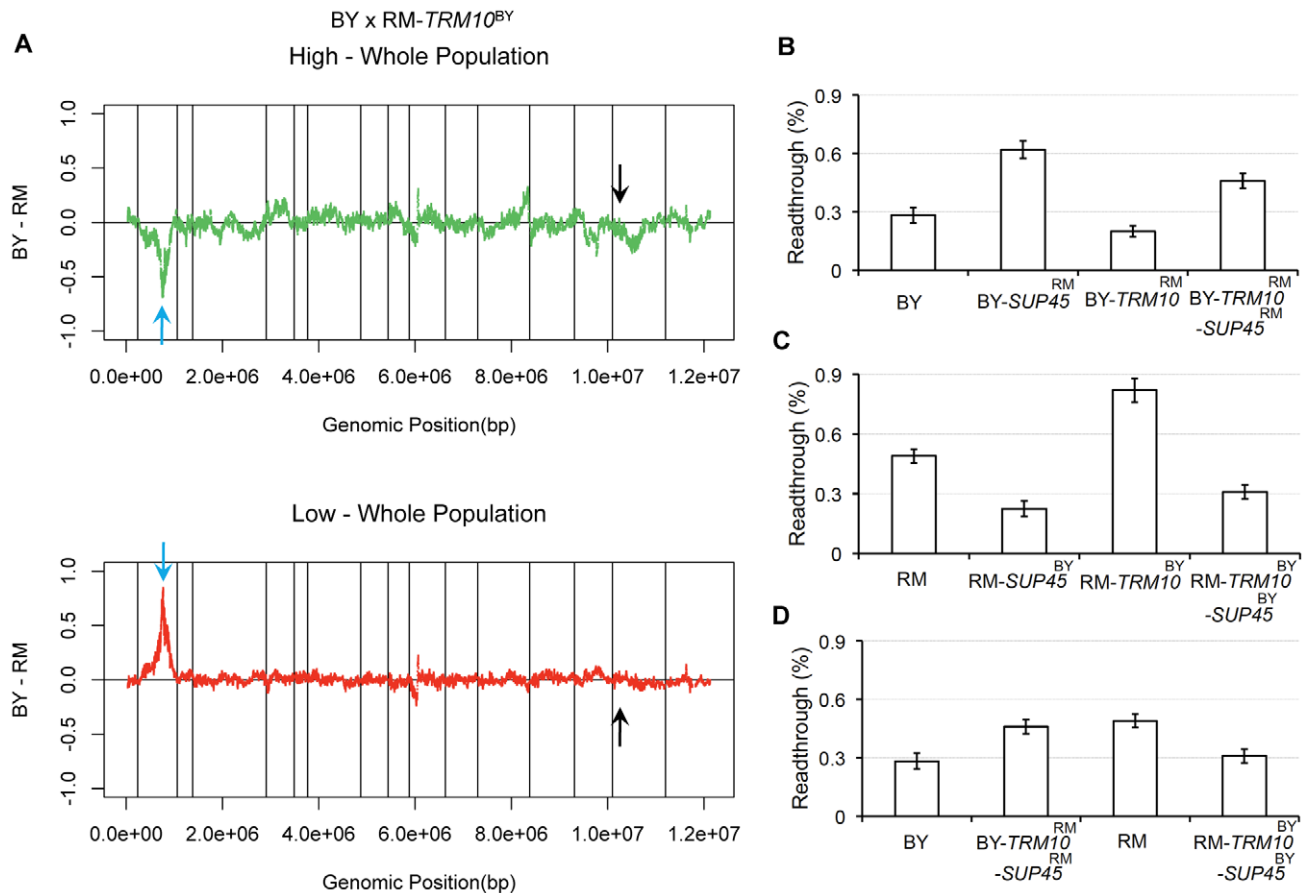 BY x RM-TRM10BY
A
High - Whole Population
BY - RM
1.0
0.5
0.0
-0.5
-1.0
0.0e+00 2.0e+06 4.0e+06 6.0e+06 8.0e+06 1.0e+07 1.2e+07
Genomic Position(bp)
Low - Whole Population
BY - RM
1.0
0.5
0.0
-0.5
-1.0
0.0e+00 2.0e+06 4.0e+06 6.0e+06 8.0e+06 1.0e+07 1.2e+07
Genomic Position(bp)
B
Readthrough (%)
0.9
0.6
0.3
0
BY BY-SUP45RM BY-TRM10RM BY-TRM10RM
-SUP45RM
C
Readthrough (%)
0.9
0.6
0.3
0
RM RM-SUP45BY RM-TRM10BY RM-TRM10BY
-SUP45BY
D
Readthrough (%)
0.9
0.6
0.3
0
BY BY-TRM10RM RM RM-TRM10BY
-SUP45RM -SUP45BY